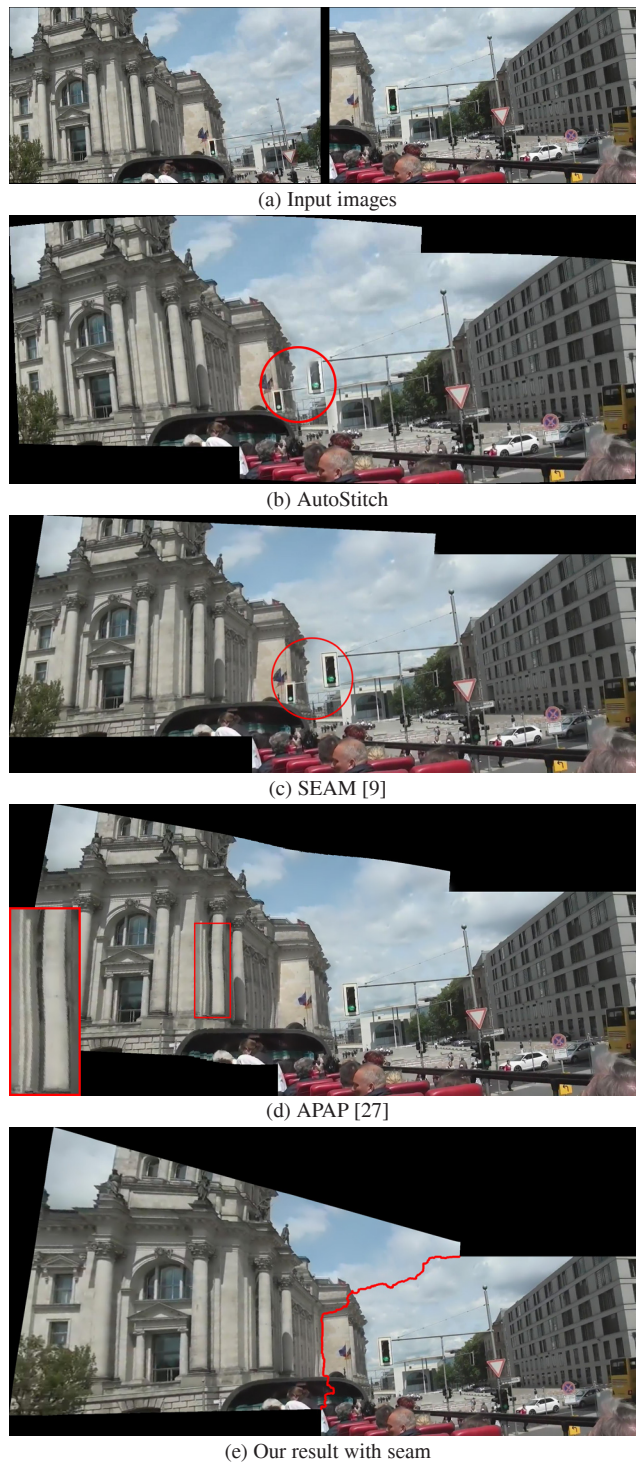 (a) Input images
(b) AutoStitch
(c) SEAM [9]
(d) APAP [27]
(e) Our result with seam